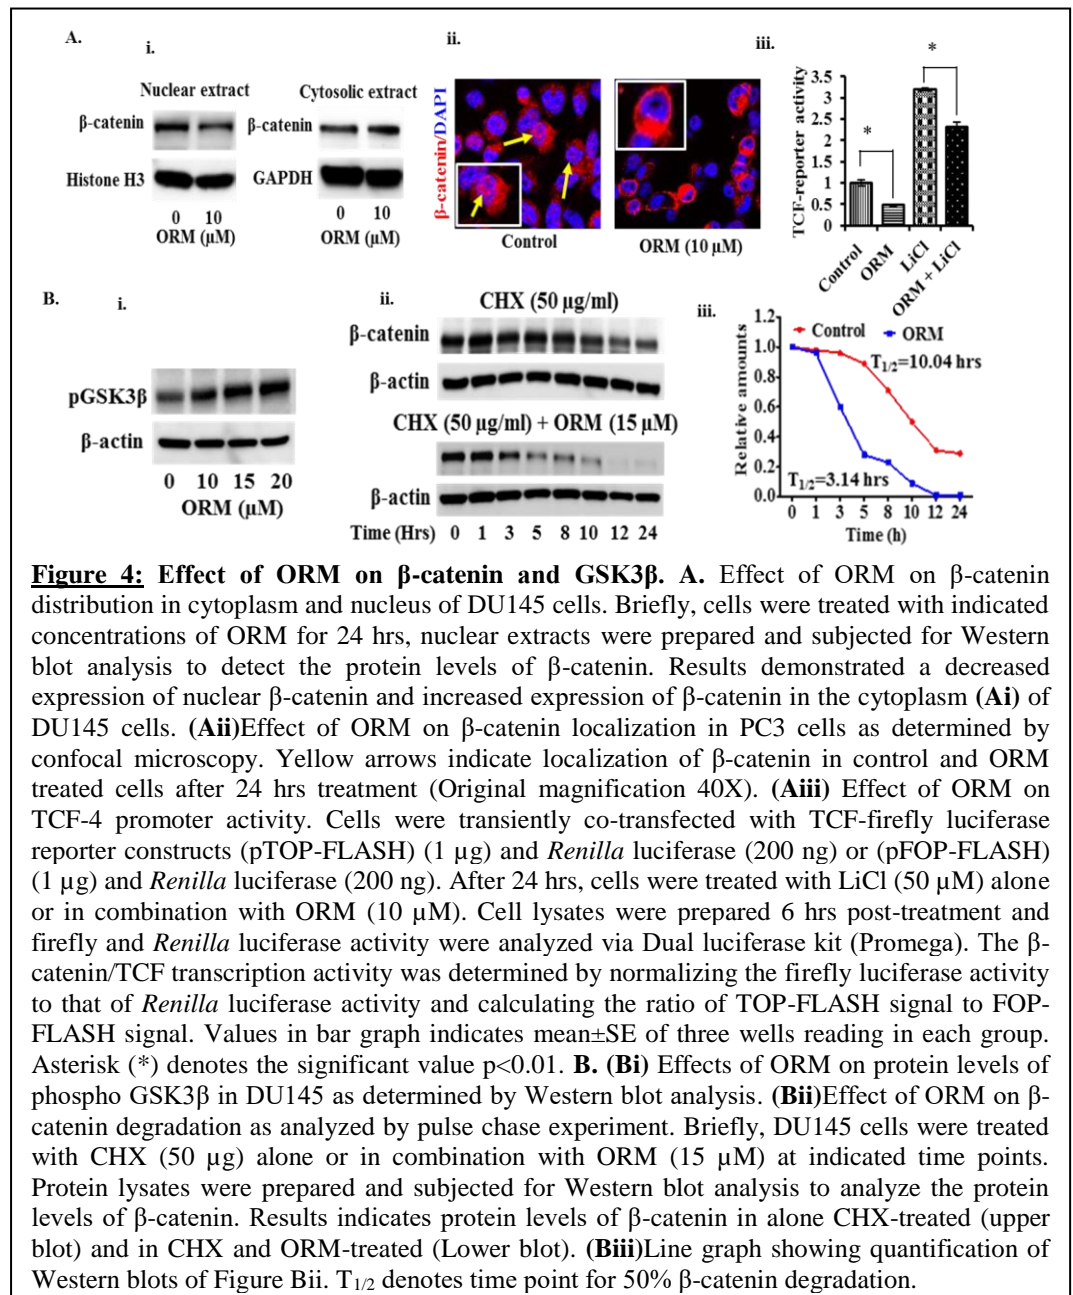 A.
i.
ii.
iii.
Nuclear extract
Cytosolic extract
β-catenin
β-catenin
Histone H3
GAPDH
0 10
0 10
ORM (µM)
ORM (µM)
β-catenin/DAPI
Control
ORM (10 µM)
TCF-reporter activity
3.5
3
2.5
2
1.5
1
0.5
0
*
*
Control
ORM
LiCl
ORM + LiCl
B.
i.
ii.
iii.
pGSK3β
β-actin
0 10 15 20
ORM (µM)
CHX (50 µg/ml)
β-catenin
β-actin
CHX (50 µg/ml) + ORM (15 µM)
β-actin
Time (Hrs) 0 1 3 5 8 10 12 24
Relative amounts
1.2
1.0
0.8
0.6
0.4
0.2
0.0
Control ORM
T1/2=10.04 hrs
T1/2=3.14 hrs
0 1 3 5 8 10 12 24
Time (h)
Figure 4: Effect of ORM on β-catenin and GSK3β. A. Effect of ORM on β-catenin
distribution in cytoplasm and nucleus of DU145 cells. Briefly, cells were treated with indicated
concentrations of ORM for 24 hrs, nuclear extracts were prepared and subjected for Western
blot analysis to detect the protein levels of β-catenin. Results demonstrated a decreased
expression of nuclear β-catenin and increased expression of β-catenin in the cytoplasm (Ai) of
DU145 cells. (Aii)Effect of ORM on β-catenin localization in PC3 cells as determined by
confocal microscopy. Yellow arrows indicate localization of β-catenin in control and ORM
treated cells after 24 hrs treatment (Original magnification 40X). (Aiii) Effect of ORM on
TCF-4 promoter activity. Cells were transiently co-transfected with TCF-firefly luciferase
reporter constructs (pTOP-FLASH) (1 µg) and Renilla luciferase (200 ng) or (pFOP-FLASH)
(1 µg) and Renilla luciferase (200 ng). After 24 hrs, cells were treated with LiCl (50 µM) alone
or in combination with ORM (10 µM). Cell lysates were prepared 6 hrs post-treatment and
firefly and Renilla luciferase activity were analyzed via Dual luciferase kit (Promega). The β-
catenin/TCF transcription activity was determined by normalizing the firefly luciferase activity
to that of Renilla luciferase activity and calculating the ratio of TOP-FLASH signal to FOP-
FLASH signal. Values in bar graph indicates mean±SE of three wells reading in each group.
Asterisk (*) denotes the significant value p<0.01. B. (Bi) Effects of ORM on protein levels of
phospho GSK3β in DU145 as determined by Western blot analysis. (Bii)Effect of ORM on β-
catenin degradation as analyzed by pulse chase experiment. Briefly, DU145 cells were treated
with CHX (50 µg) alone or in combination with ORM (15 µM) at indicated time points.
Protein lysates were prepared and subjected for Western blot analysis to analyze the protein
levels of β-catenin. Results indicates protein levels of β-catenin in alone CHX-treated (upper
blot) and in CHX and ORM-treated (Lower blot). (Biii)Line graph showing quantification of
Western blots of Figure Bii. T1/2 denotes time point for 50% β-catenin degradation.